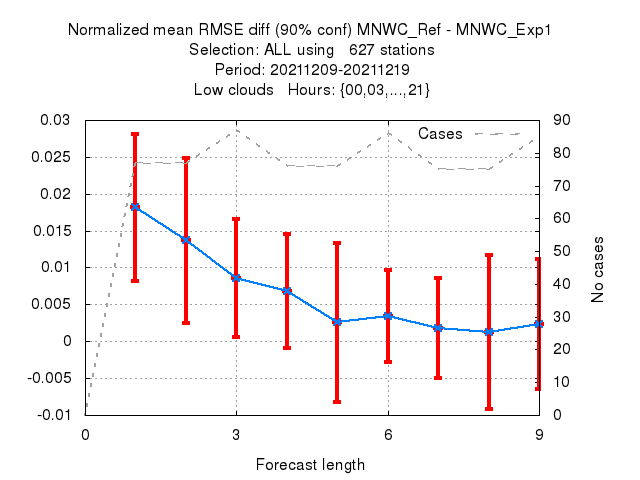 Normalized mean RMSE diff (90% conf) MNWC_Ref - MNWC_Exp1
Selection: ALL using 627 stations
Period: 20211209-20211219
Low clouds Hours: {00,03,...,21}
Cases
0.03
0.025
0.02
0.015
0.01
0.005
0
-0.005
-0.01
90
80
70
60
50
40
30
20
10
0
No cases
0 3 6 9
Forecast length